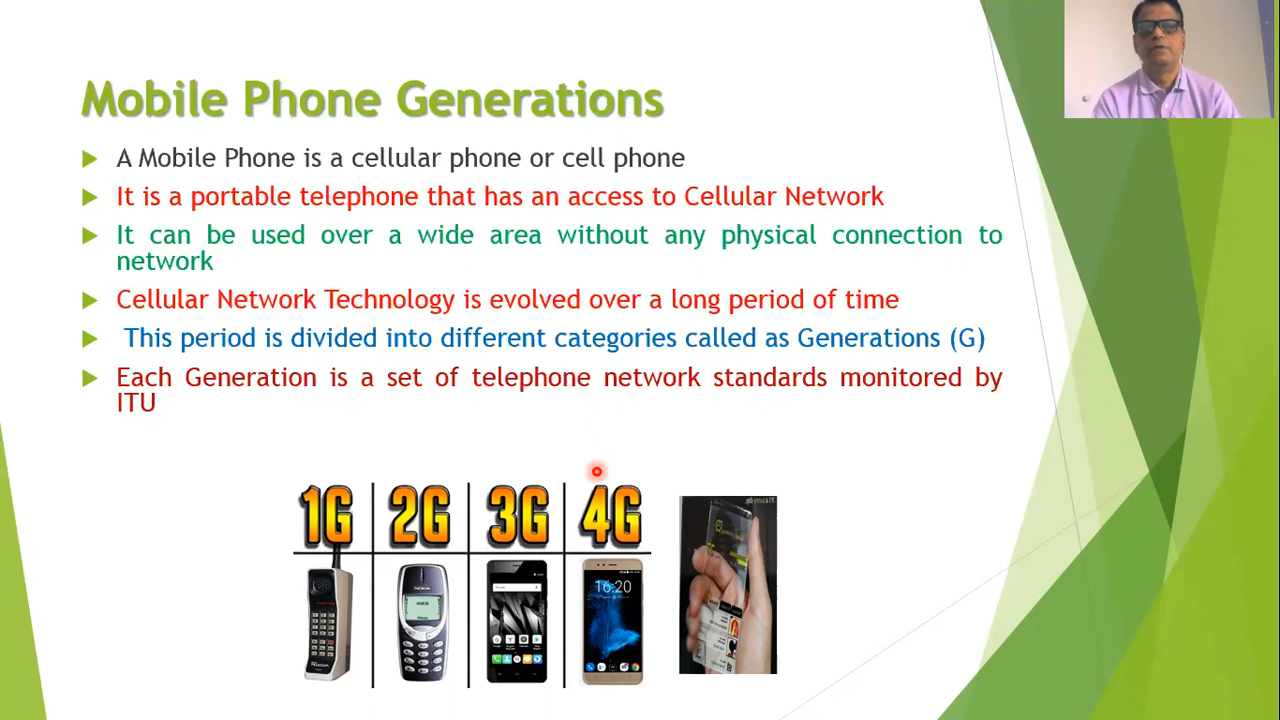 Mobile Phone Generations
A Mobile Phone is a cellular phone or cell phone
It is a portable telephone that has an access to Cellular Network
It can be used over a wide area without any physical connection to
network
Cellular Network Technology is evolved over a long period of time
This period is divided into different categories called as Generations (G)
Each Generation is a set of telephone network standards monitored by
ITU
1G 2G 3G 4G
NOKIA
16:20